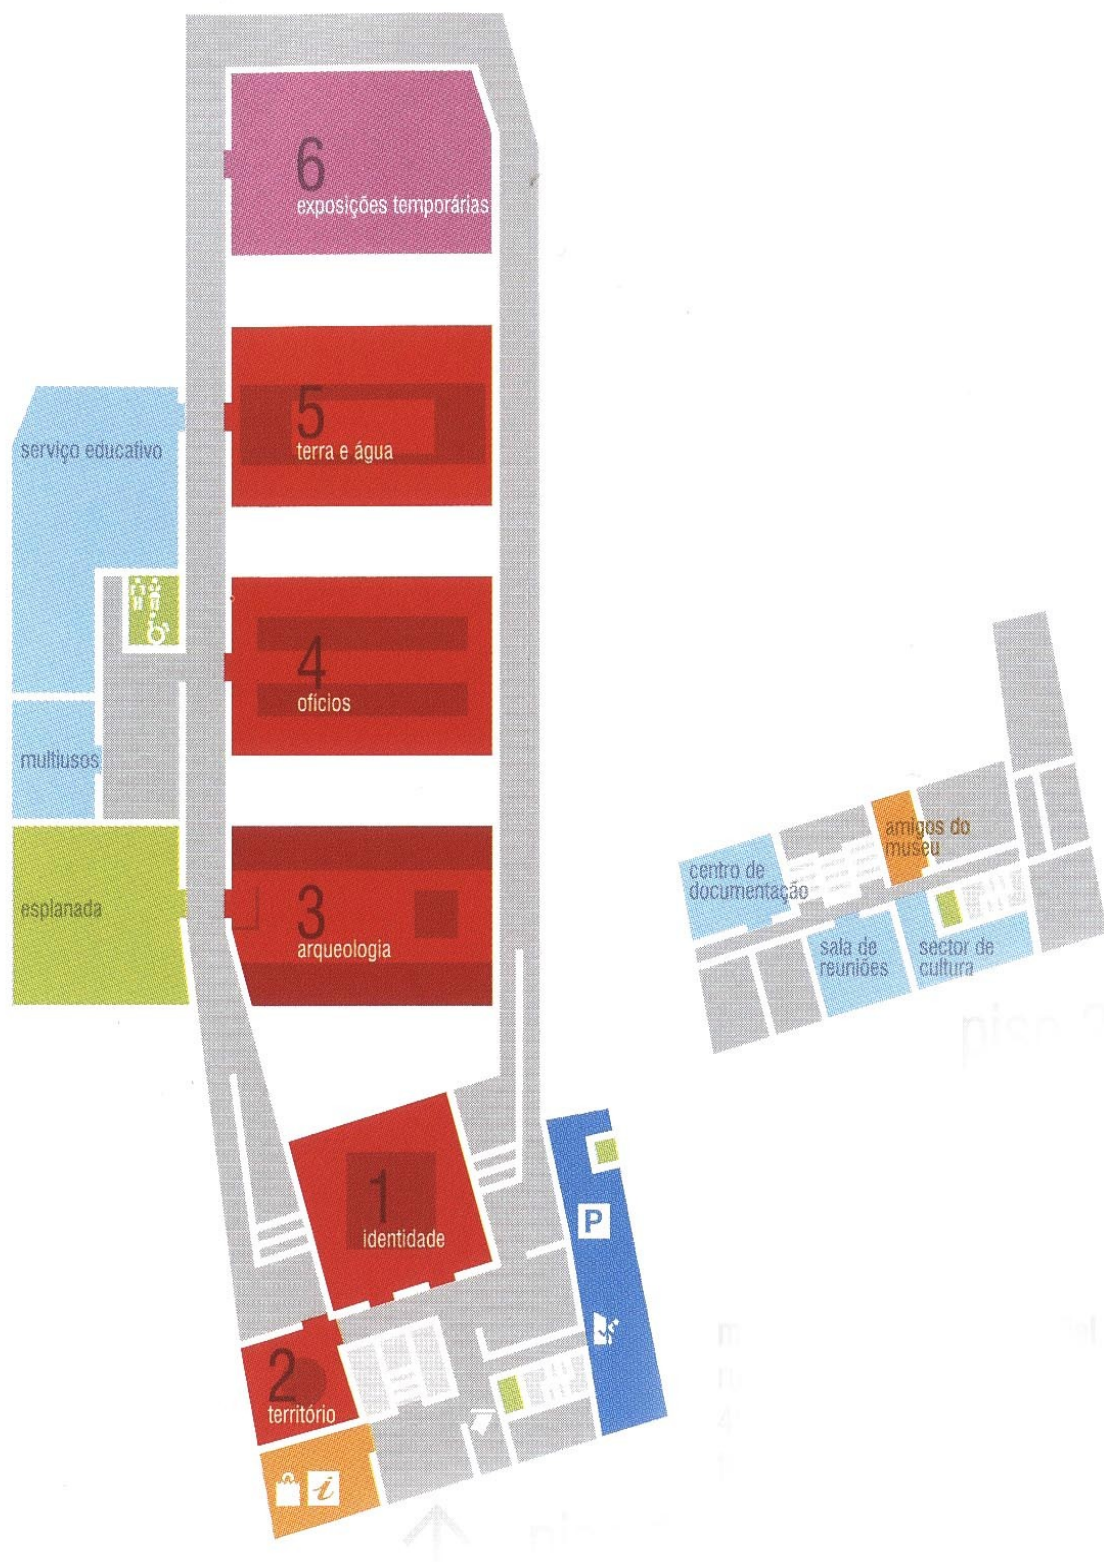 6
exposições temporárias
5
terra e água
serviço educativo
4
ofícios
multiusos
3
arqueologia
esplanada
amigos do
museu
centro de
documentação
sala de
reuniões
sector de
cultura
1
identidade
P
2
território
i